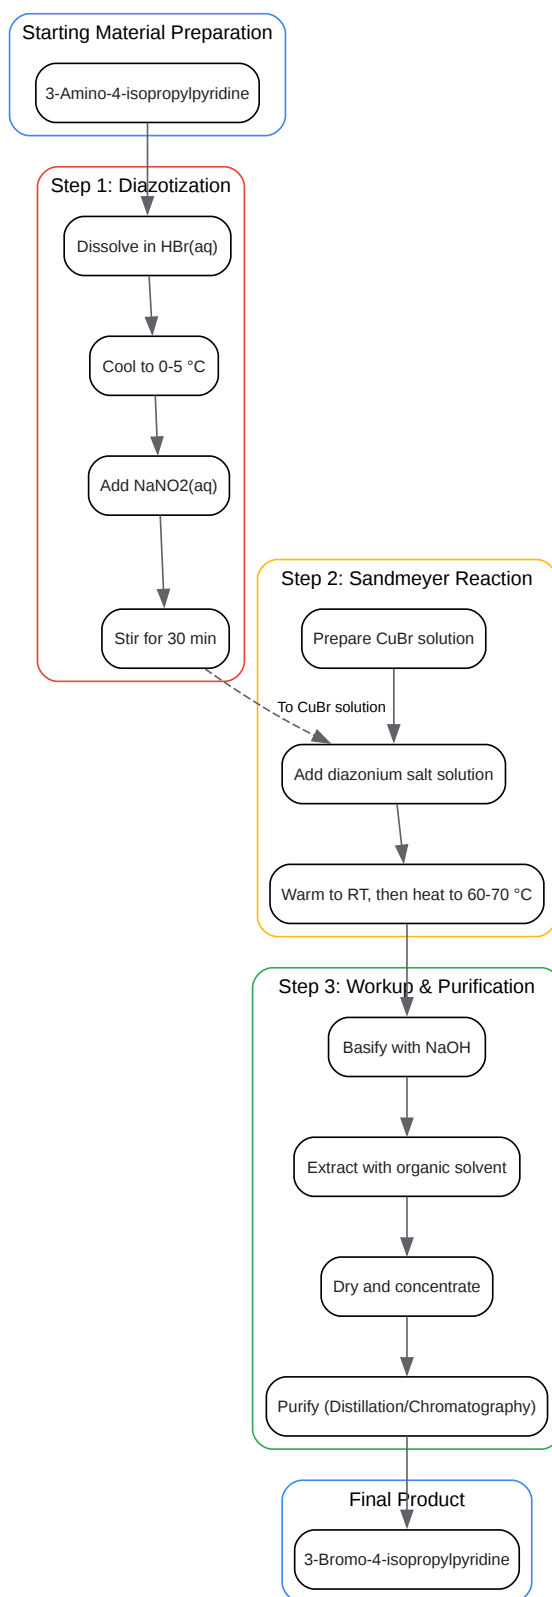 Starting Material Preparation
3-Amino-4-isopropylpyridine
Step 1: Diazotization
Dissolve in HBr(aq)
Cool to 0-5 °C
Add NaNO2(aq)
Stir for 30 min
Step 2: Sandmeyer Reaction
Prepare CuBr solution
To CuBr solution
Add diazonium salt solution
Warm to RT, then heat to 60-70 °C
Step 3: Workup & Purification
Basify with NaOH
Extract with organic solvent
Dry and concentrate
Purify (Distillation/Chromatography)
Final Product
3-Bromo-4-isopropylpyridine